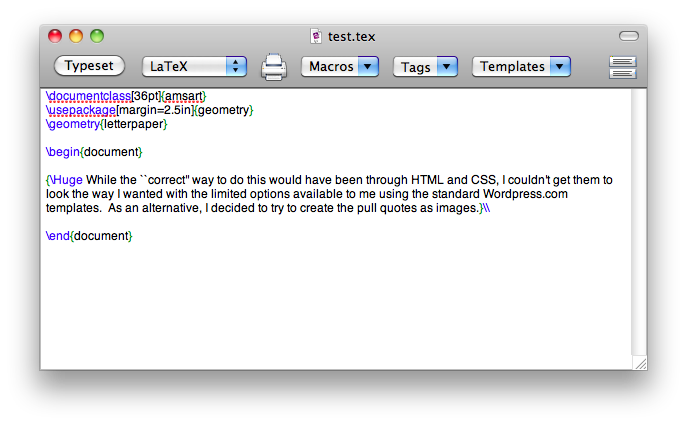 test.tex
Typeset LaTeX Macros Tags Templates
\documentclass[36pt]{amsart}
\usepackage[margin=2.5in]{geometry}
\geometry{letterpaper}
\begin{document}
{\Huge While the ``correct'' way to do this would have been through HTML and CSS, I couldn't get them to
look the way I wanted with the limited options available to me using the standard Wordpress.com
templates.  As an alternative, I decided to try to create the pull quotes as images.}\\
\end{document}